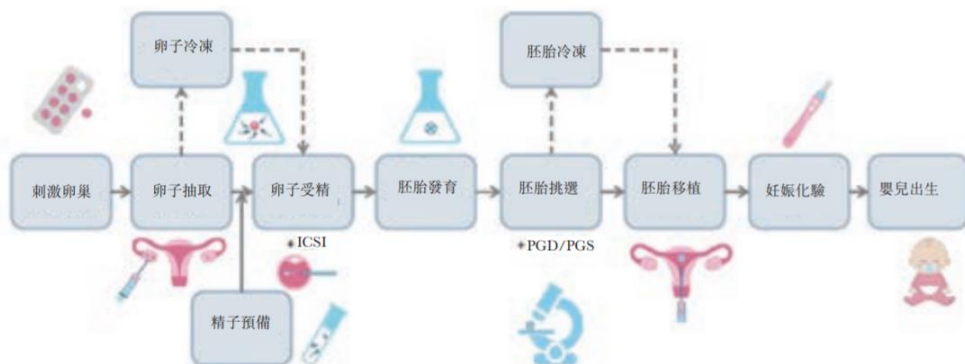 卵子冷凍
胚胎冷凍
刺激卵巢
卵子抽取
卵子受精
胚胎發育
胚胎挑選
胚胎移植
妊娠化驗
嬰兒出生
+ICSI
+PGD/PGS
精子預備